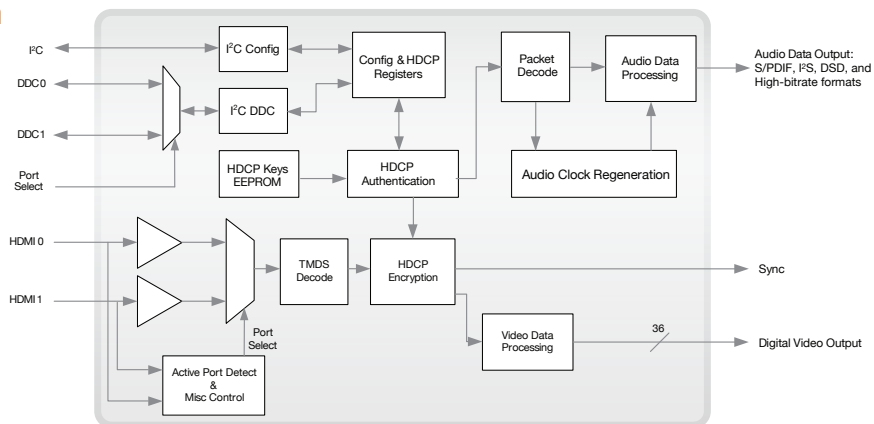 I²C
I²C Config
Config & HDCP
Registers
Packet
Decode
Audio Data
Processing
Audio Data Output:
S/PDIF, I²S, DSD, and
High-bitrate formats
DDC0
I²C DDC
DDC1
Port
Select
HDCP Keys
EEPROM
HDCP
Authentication
Audio Clock Regeneration
HDMI 0
TMDS
Decode
HDCP
Encryption
Sync
HDMI 1
Port
Select
Video Data
Processing
36
Digital Video Output
Active Port Detect
&
Misc Control